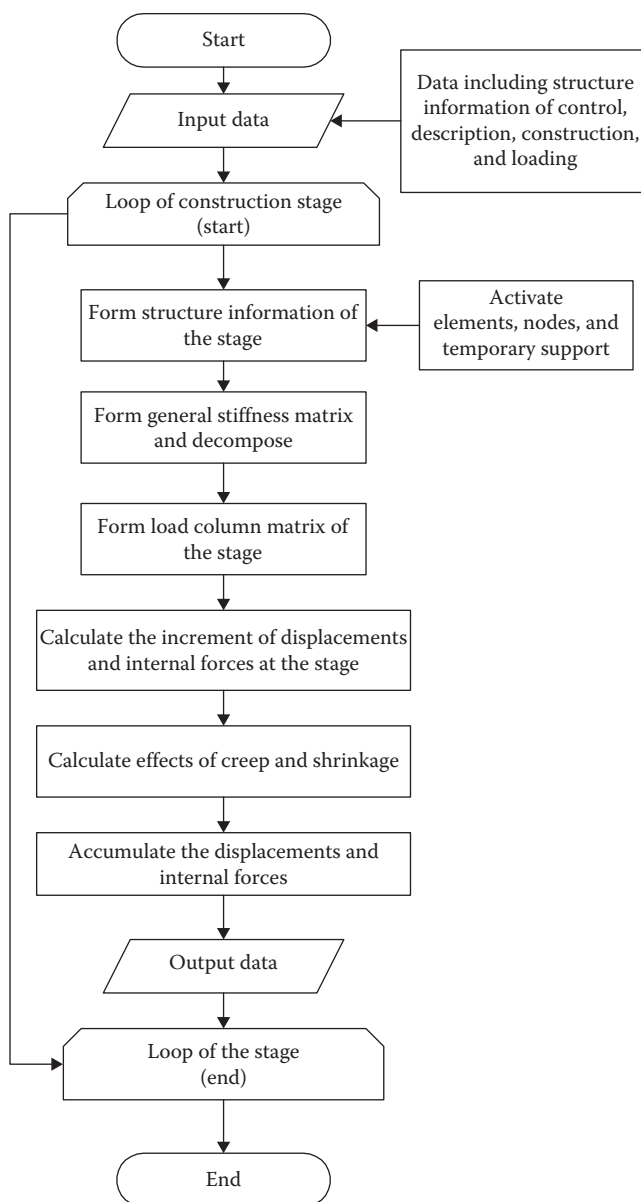 Start
Input data
Data including structure
information of control,
description, construction,
and loading
Loop of construction stage
(start)
Form structure information of
the stage
Activate
elements, nodes, and
temporary support
Form general stiffness matrix
and decompose
Form load column matrix of
the stage
Calculate the increment of displacements
and internal forces at the stage
Calculate effects of creep and shrinkage
Accumulate the displacements and
internal forces
Output data
Loop of the stage
(end)
End